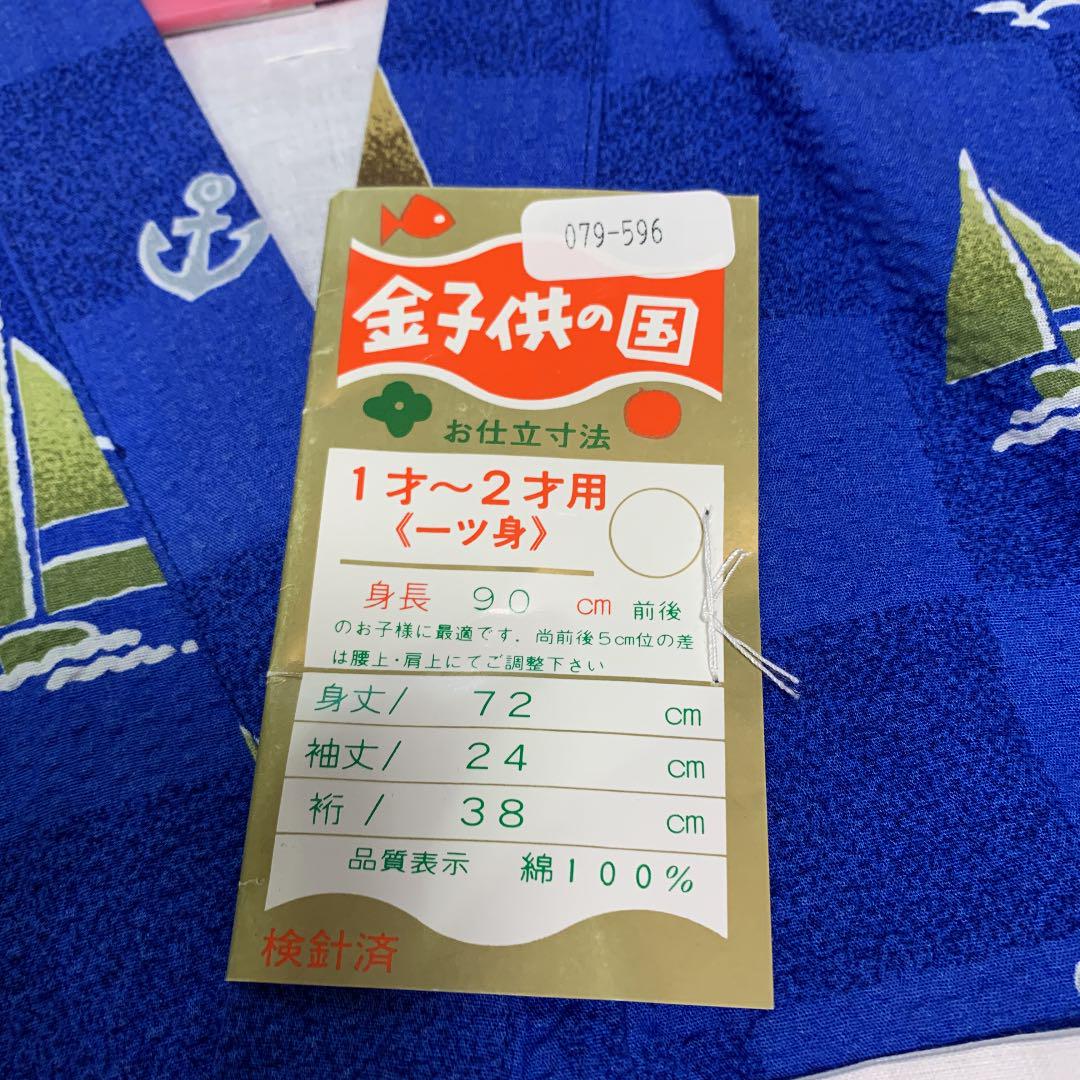 079-596
金子供の国
お仕立寸法
1才～2才用
《一ツ身》
身長 90 cm 前後
のお子様に最適です．尚前後5cm位の差
は腰上・肩上にてご調整下さい
身丈/ 72 cm
袖丈/ 24 cm
裄/ 38 cm
品質表示 綿100%
検針済